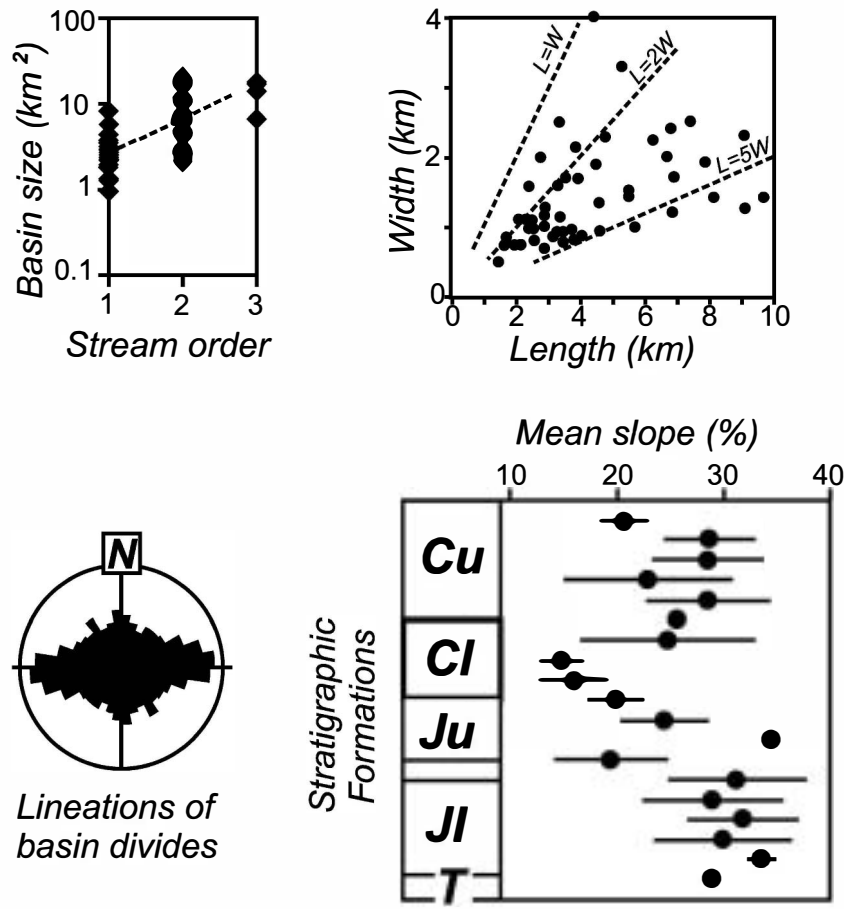 100
10
1
0.1
Basin size (km²)
1 2 3
Stream order
4
2
0
Width (km)
L=W
L=2W
L=5W
0 2 4 6 8 10
Length (km)
N
Lineations of
basin divides
Mean slope (%)
10 20 30 40
Stratigraphic
Formations
Cu
Cl
Ju
Jl
T